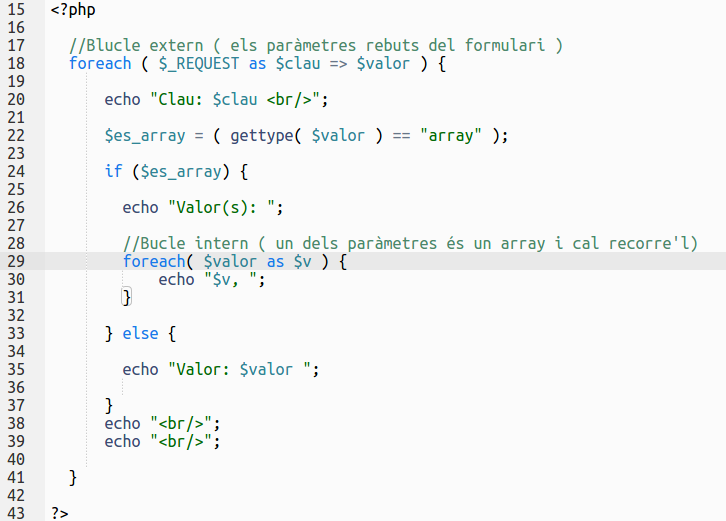 15 <?php
16
17 //Blucle extern ( els paràmetres rebuts del formulari )
18 foreach ( $_REQUEST as $clau => $valor ) {
19
20 echo "Clau: $clau <br/>";
21
22 $es_array = ( gettype( $valor ) == "array" );
23
24 if ($es_array) {
25
26 echo "Valor(s): ";
27
28 //Bucle intern ( un dels paràmetres és un array i cal recorre'l)
29 foreach( $valor as $v ) {
30 echo "$v, ";
31 }
32
33 } else {
34
35 echo "Valor: $valor ";
36
37 }
38 echo "<br/>";
39 echo "<br/>";
40
41 }
42
43 ?>